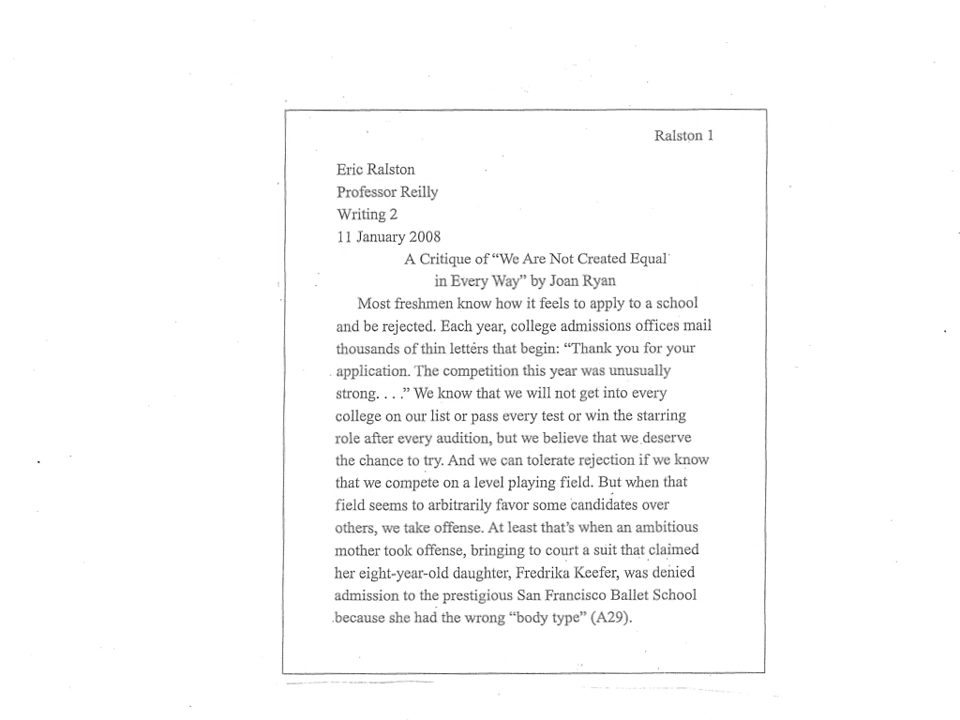 Ralston 1
Eric Ralston
Professor Reilly
Writing 2
11 January 2008
A Critique of “We Are Not Created Equal
in Every Way” by Joan Ryan
Most freshmen know how it feels to apply to a school
and be rejected. Each year, college admissions offices mail
thousands of thin letters that begin: “Thank you for your
application. The competition this year was unusually
strong. . . .” We know that we will not get into every
college on our list or pass every test or win the starring
role after every audition, but we believe that we deserve
the chance to try. And we can tolerate rejection if we know
that we compete on a level playing field. But when that
field seems to arbitrarily favor some candidates over
others, we take offense. At least that’s when an ambitious
mother took offense, bringing to court a suit that claimed
her eight-year-old daughter, Fredrika Keefer, was denied
admission to the prestigious San Francisco Ballet School
because she had the wrong “body type” (A29).